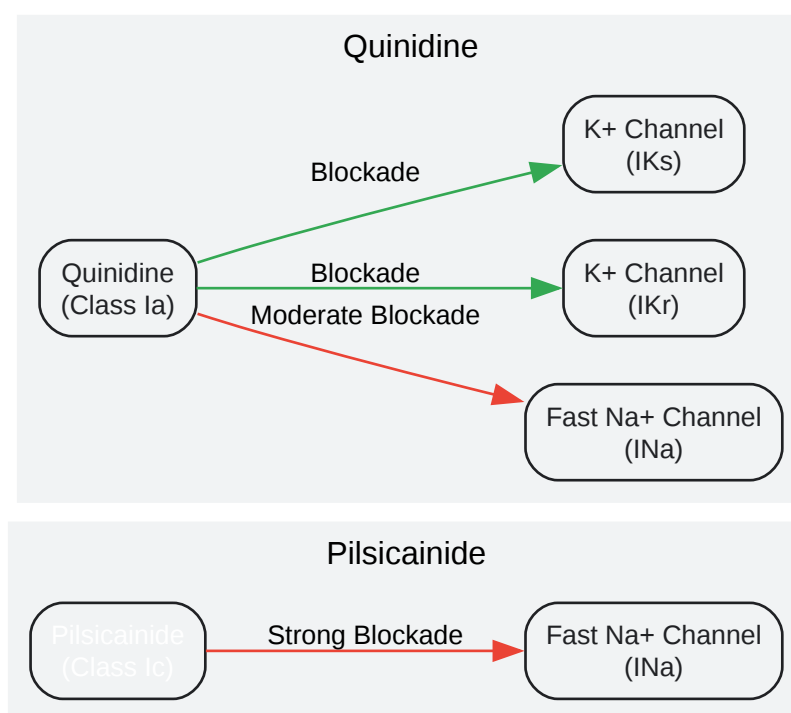 Quinidine
K+ Channel
(IKs)
Blockade
Quinidine
(Class Ia)
Blockade
K+ Channel
(IKr)
Moderate Blockade
Fast Na+ Channel
(INa)
Pilsicainide
Pilsicainide
(Class Ic)
Strong Blockade
Fast Na+ Channel
(INa)